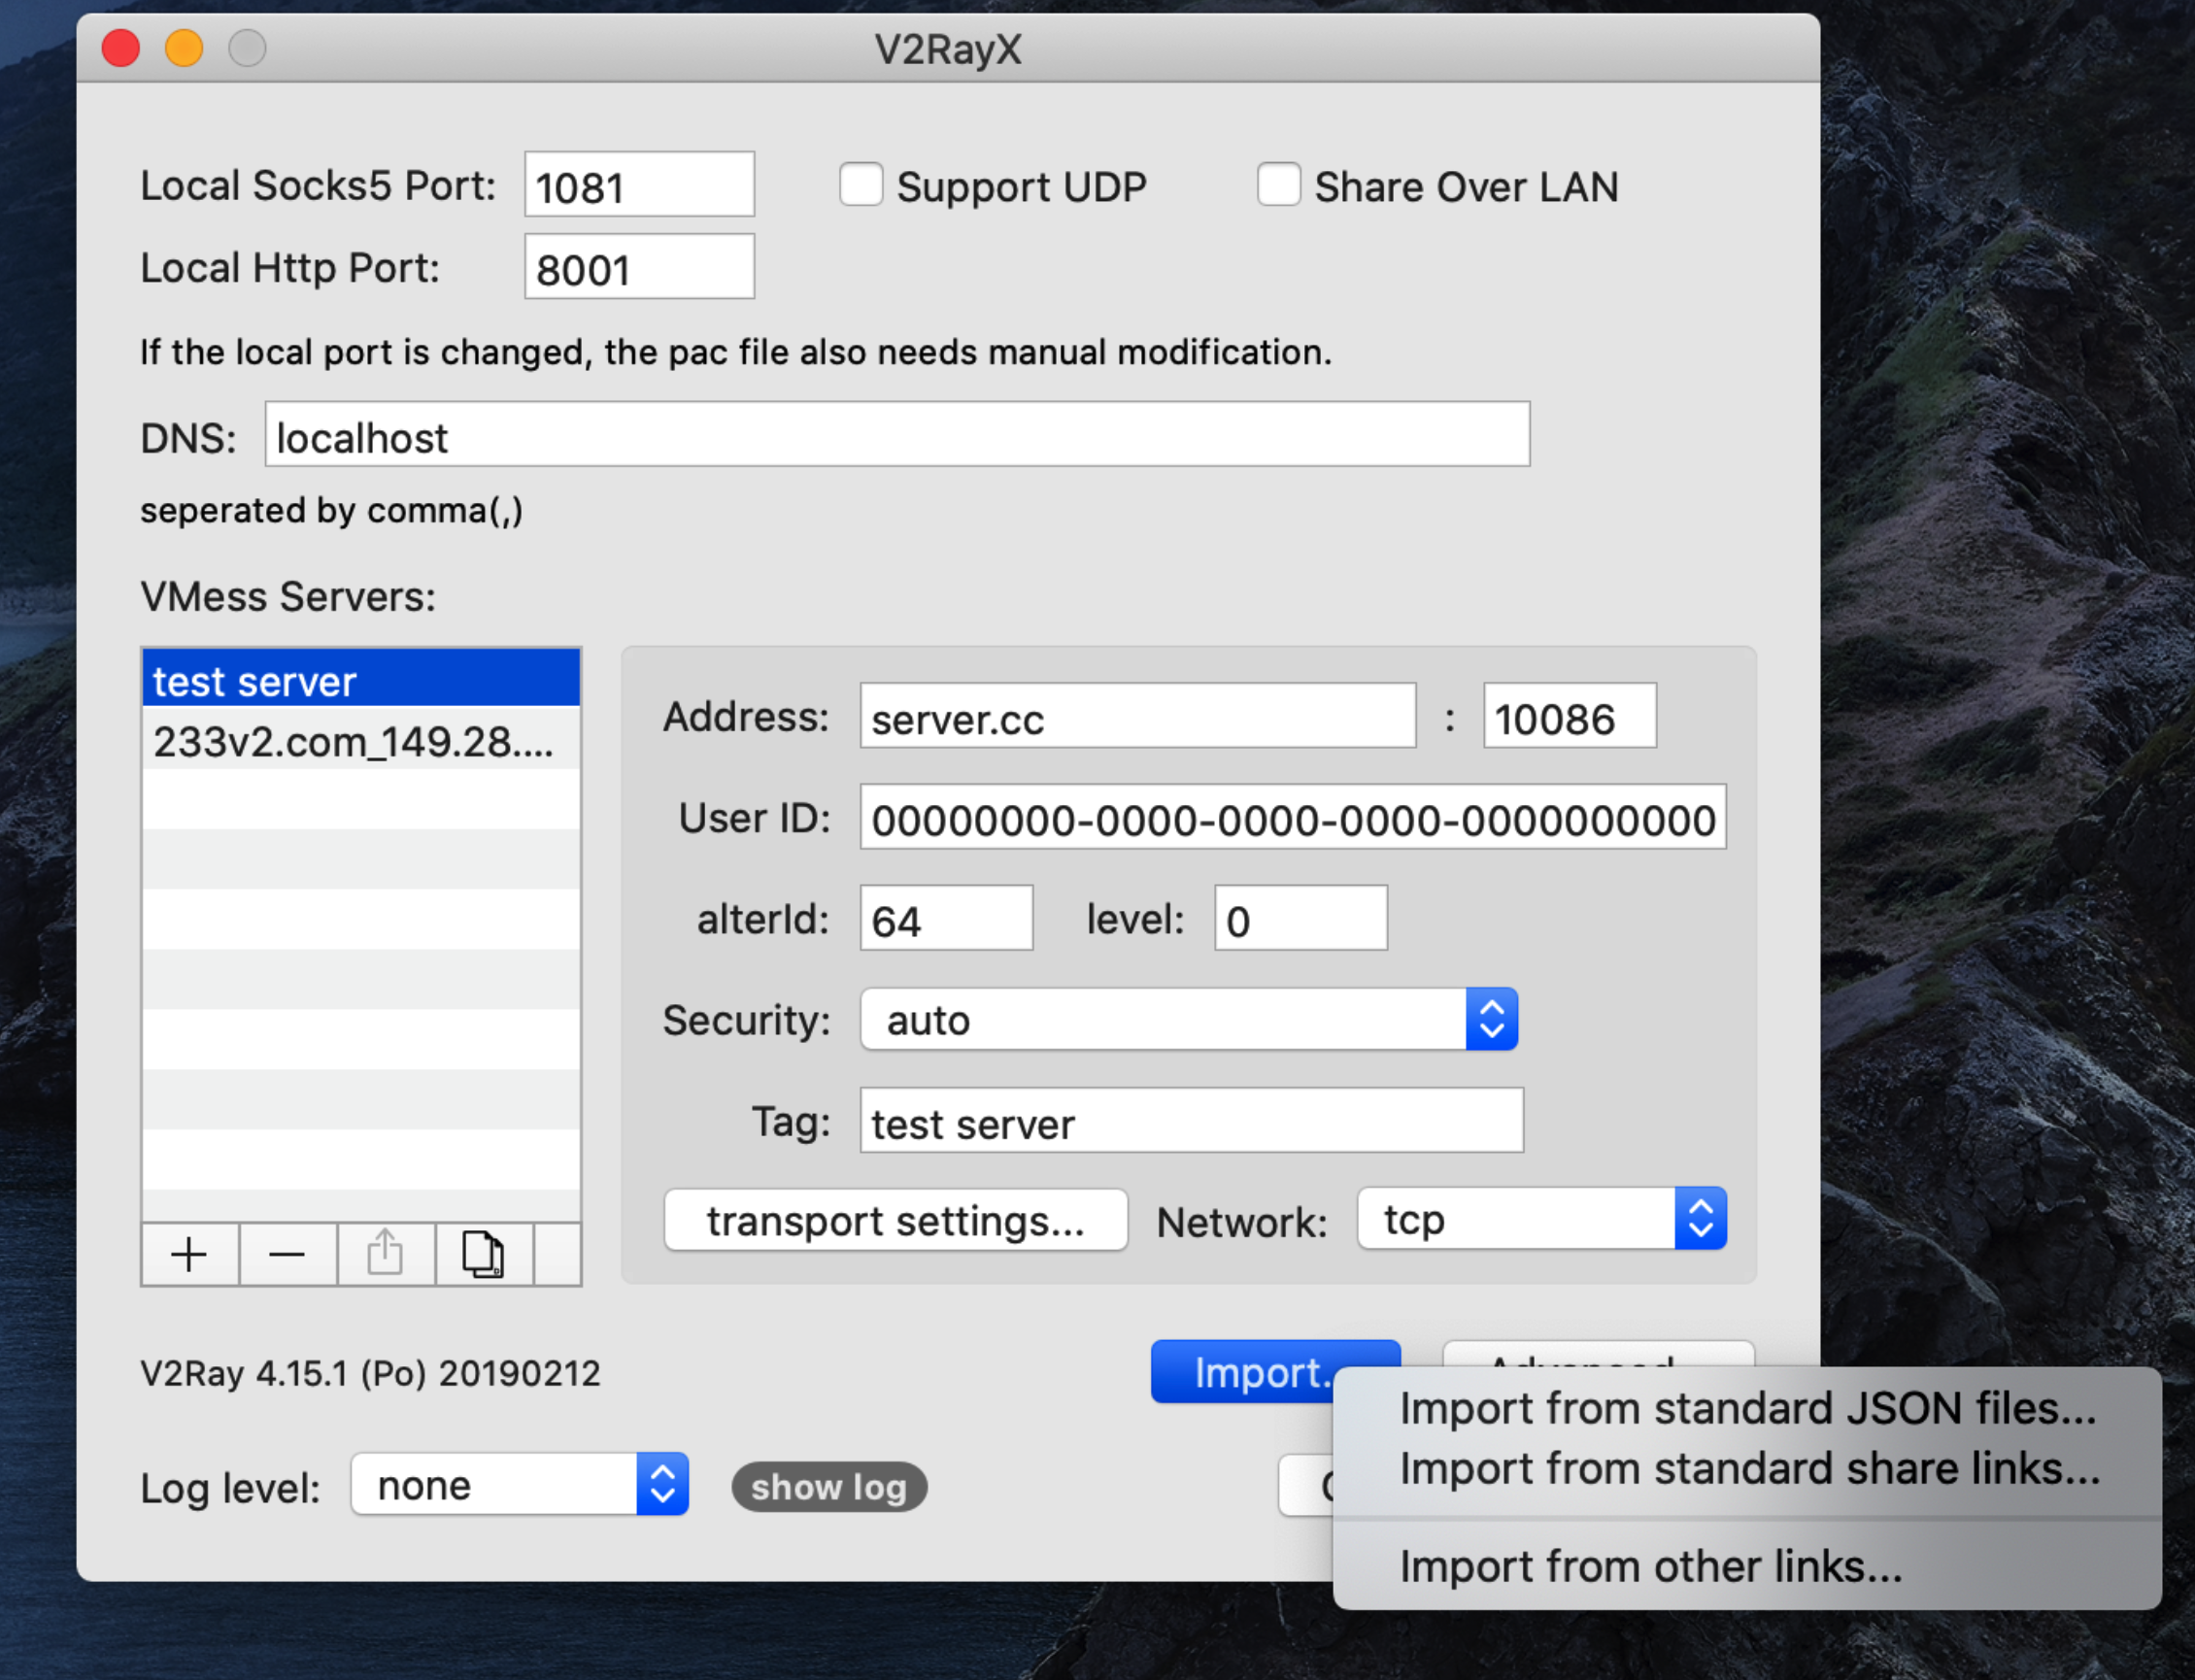 V2RayX
Local Socks5 Port: 1081 Support UDP Share Over LAN
Local Http Port: 8001
If the local port is changed, the pac file also needs manual modification.
DNS: localhost
seperated by comma(,)
VMess Servers:
test server
233v2.com_149.28....
Address: server.cc : 10086
User ID: 00000000-0000-0000-0000-0000000000
alterId: 64 level: 0
Security: auto
Tag: test server
transport settings... Network: tcp
V2Ray 4.15.1 (Po) 20190212
Import.
Import from standard JSON files...
Import from standard share links...
Import from other links...
Log level: none show log